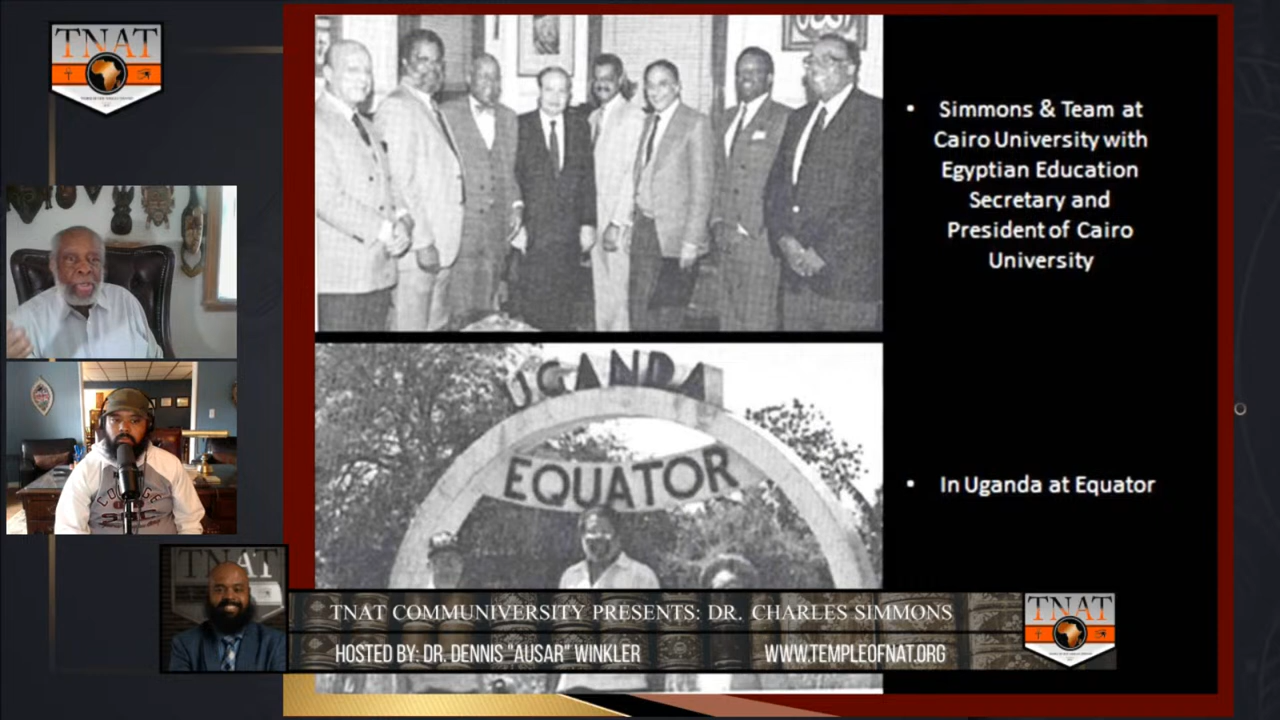 TNAT
• Simmons & Team at
Cairo University with
Egyptian Education
Secretary and
President of Cairo
University
UGANDA
EQUATOR
• In Uganda at Equator
TNAT
TNAT COMMUNIVERSITY PRESENTS: DR. CHARLES SIMMONS
HOSTED BY: DR. DENNIS "AUSAR" WINKLER
WWW.TEMPLEOFNAT.ORG
TNAT
COLLEGE